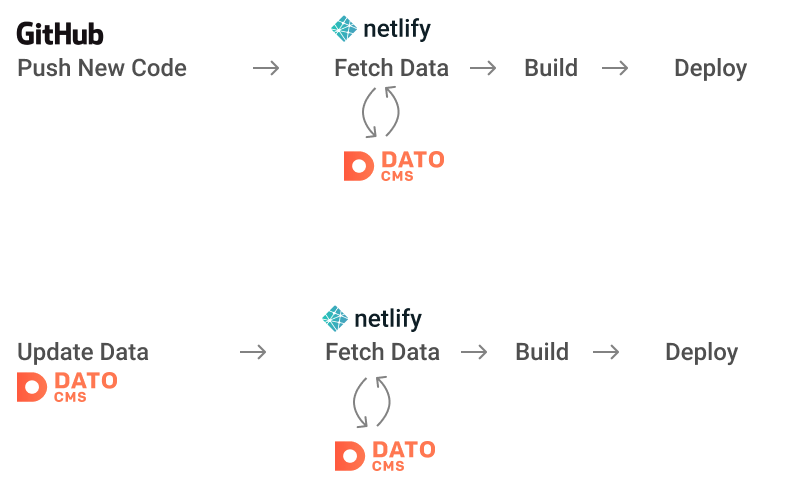 GitHub
netlify
Push New Code → Fetch Data → Build → Deploy
DATO
CMS
netlify
Update Data → Fetch Data → Build → Deploy
DATO
CMS
DATO
CMS